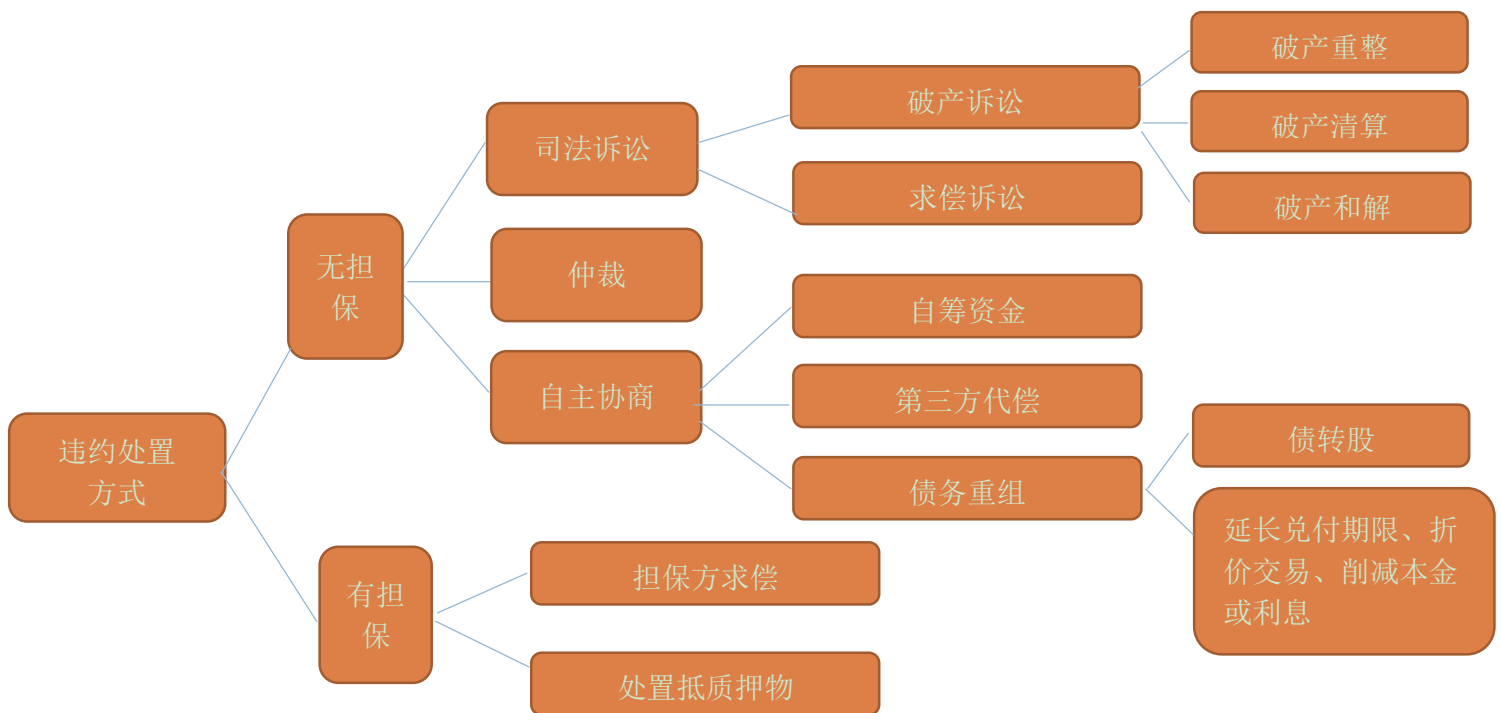 违约处置
方式
无担
保
司法诉讼
破产诉讼
破产重整
破产清算
破产和解
求偿诉讼
仲裁
自主协商
自筹资金
第三方代偿
债务重组
债转股
延长兑付期限、折
价交易、削减本金
或利息
有担
保
担保方求偿
处置抵质押物